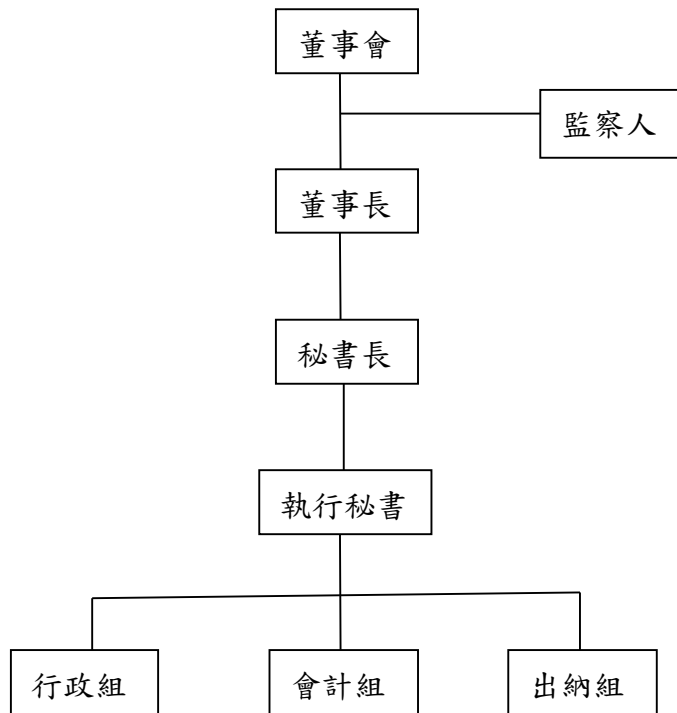 董事會
監察人
董事長
秘書長
執行秘書
行政組
會計組
出納組